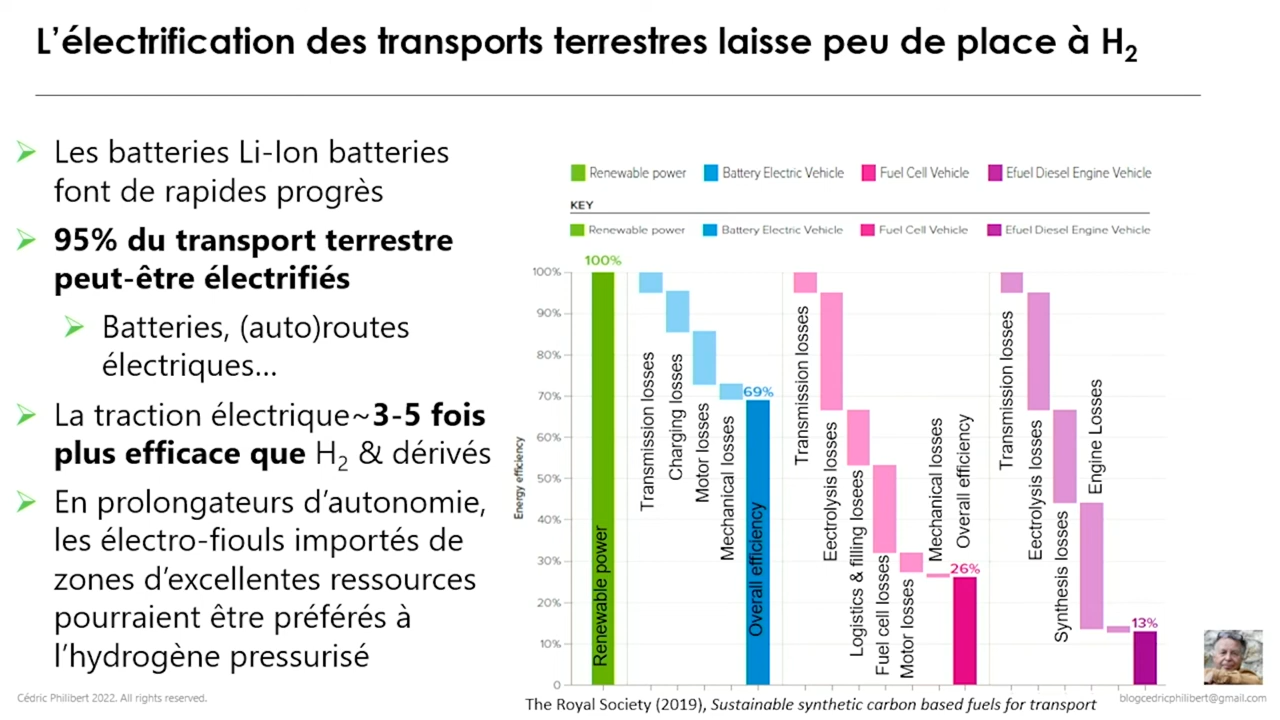 L’électrification des transports terrestres laisse peu de place à H2
Les batteries Li-Ion batteries
font de rapides progrès
95% du transport terrestre
peut-être électrifiés
Batteries, (auto)routes
électriques...
La traction électrique~3-5 fois
plus efficace que H2 & dérivés
En prolongateurs d’autonomie,
les électro-fiouls importés de
zones d’excellentes ressources
pourraient être préférés à
l’hydrogène pressurisé
Renewable power
Battery Electric Vehicle
Fuel Cell Vehicle
Efuel Diesel Engine Vehicle
KEY
Renewable power
Battery Electric Vehicle
Fuel Cell Vehicle
Efuel Diesel Engine Vehicle
Energy efficiency
100%
90%
80%
70%
60%
50%
40%
30%
20%
10%
0
100%
Renewable power
Transmission losses
Charging losses
Motor losses
Mechanical losses
69%
Overall efficiency
Transmission losses
Eectrolysis losses
Logistics & filling losees
Fuel cell losses
Motor losses
Mechanical losses
Overall efficiency
26%
Transmission losses
Eectrolysis losses
Synthesis losses
Engine Losses
13%
Cédric Philibert 2022. All rights reserved.
The Royal Society (2019), Sustainable synthetic carbon based fuels for transport
blogcedricphilibert@gmail.com